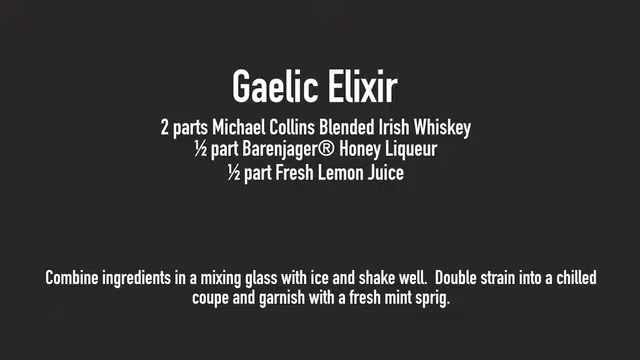 Gaelic Elixir
2 parts Michael Collins Blended Irish Whiskey
½ part Barenjager® Honey Liqueur
½ part Fresh Lemon Juice
Combine ingredients in a mixing glass with ice and shake well.  Double strain into a chilled
coupe and garnish with a fresh mint sprig.